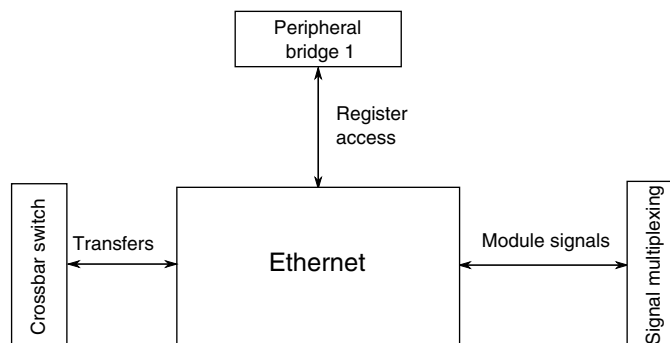 Peripheral
bridge 1
Register
access
Crossbar switch
Transfers
Ethernet
Module signals
Signal multiplexing